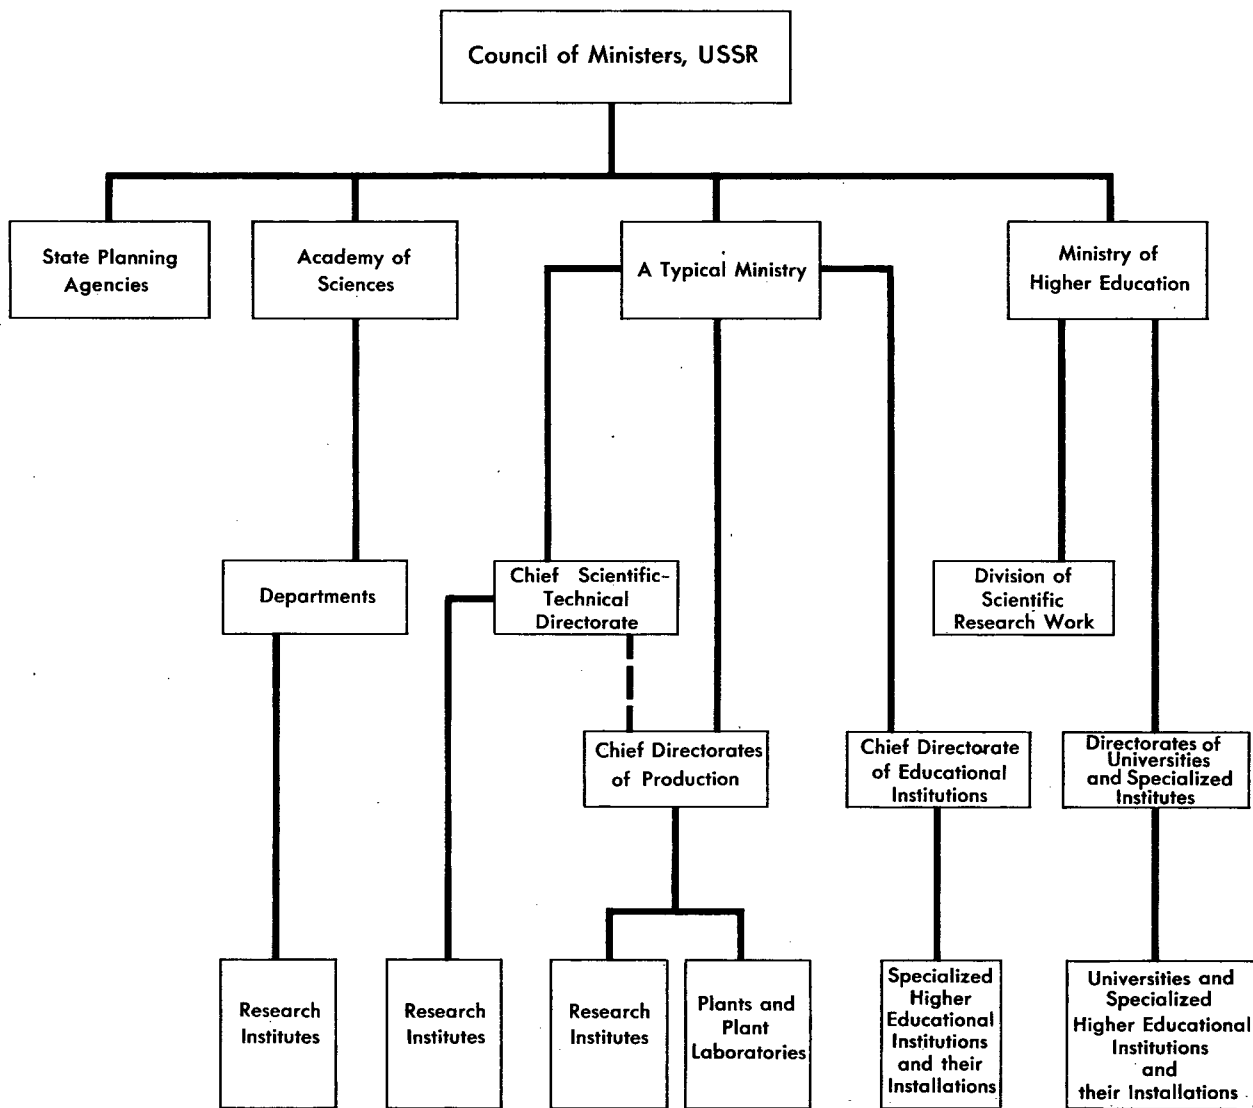 Council of Ministers, USSR
State Planning
Agencies
Academy of
Sciences
A Typical Ministry
Ministry of
Higher Education
Departments
Chief Scientific-
Technical
Directorate
Division of
Scientific
Research Work
Chief Directorates
of Production
Chief Directorate
of Educational
Institutions
Directorates of
Universities
and Specialized
Institutes
Research
Institutes
Research
Institutes
Research
Institutes
Plants and
Plant
Laboratories
Specialized
Higher
Educational
Institutions
and their
Installations
Universities and
Specialized
Higher Educational
Institutions
and
their Installations